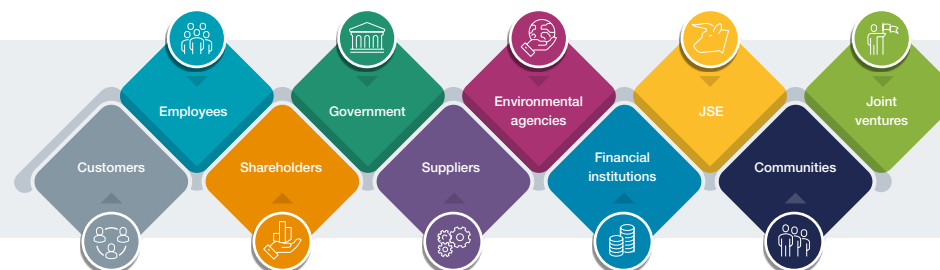 Employees
Government
Environmental
agencies
JSE
Joint
ventures
Customers
Shareholders
Suppliers
Financial
institutions
Communities